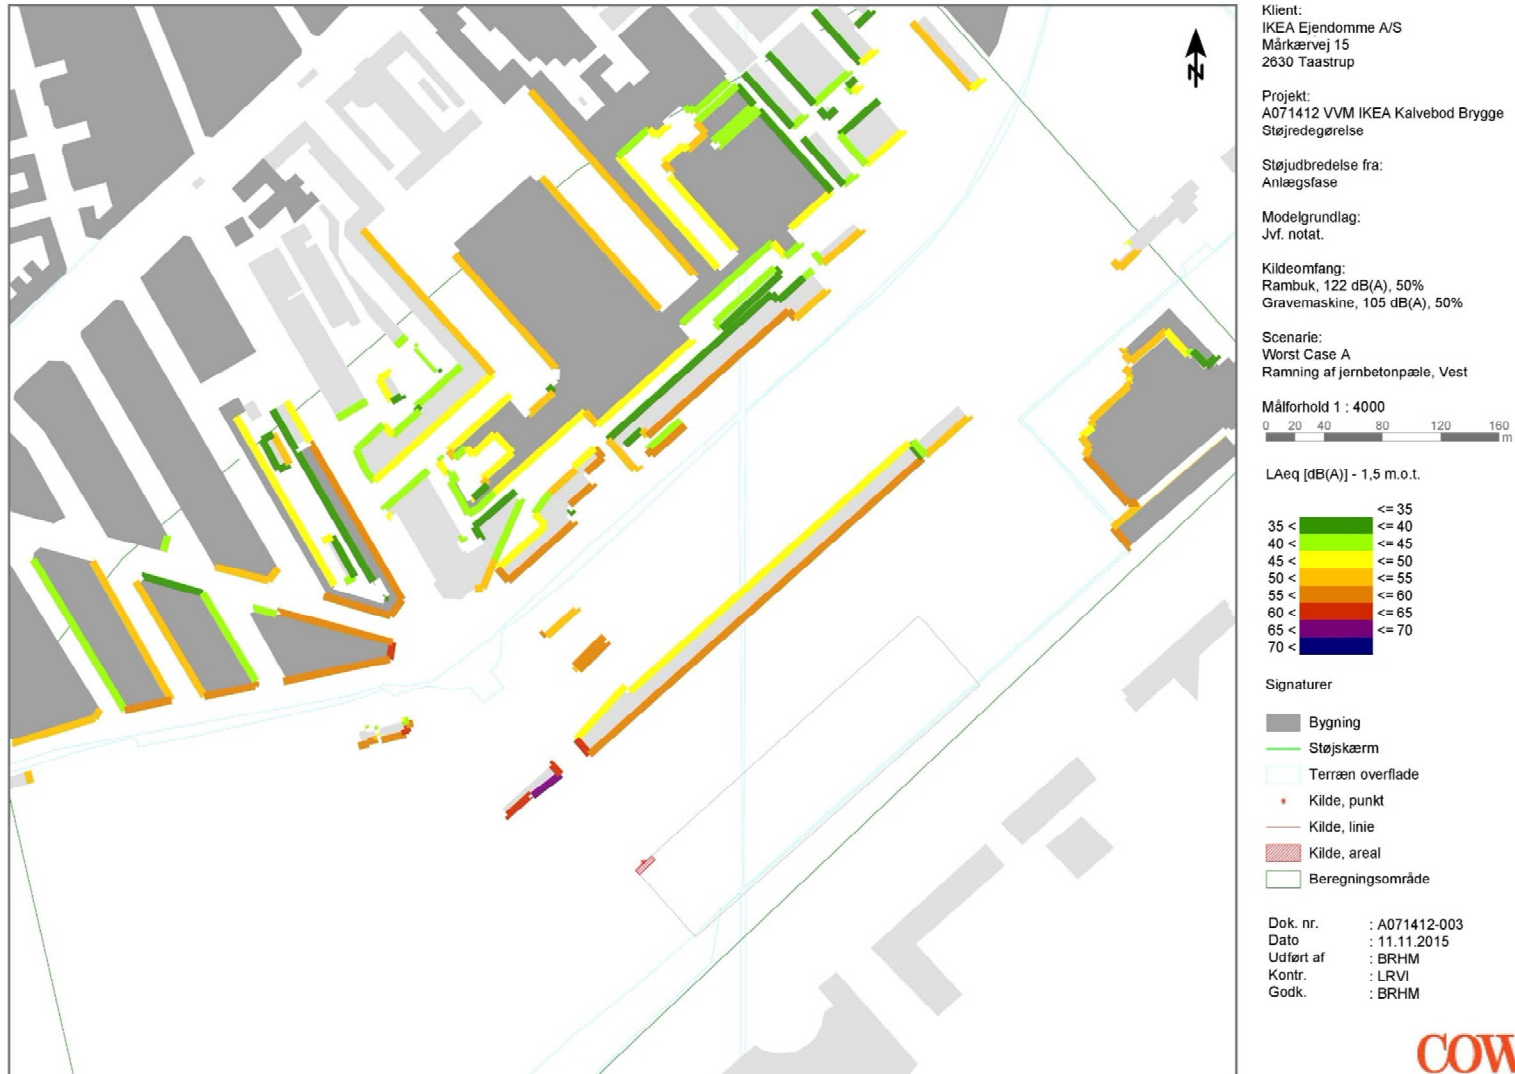 N
Klient:
IKEA Ejendomme A/S
Mårkærvej 15
2630 Taastrup
Projekt:
A071412 VVM IKEA Kalvebod Brygge
Støjredegørelse
Støjudbredelse fra:
Anlægsfase
Modelgrundlag:
Jvf. notat.
Kildeomfang:
Rambuk, 122 dB(A), 50%
Gravemaskine, 105 dB(A), 50%
Scenarie:
Worst Case A
Ramning af jernbetonpæle, Vest
Målforhold 1 : 4000
0 20 40 80 120 160
m
LAeq [dB(A)] - 1,5 m.o.t.
<= 35
35 < <= 40
40 < <= 45
45 < <= 50
50 < <= 55
55 < <= 60
60 < <= 65
65 < <= 70
70 <
Signaturer
Bygning
Støjskærm
Terræn overflade
Kilde, punkt
Kilde, linie
Kilde, areal
Beregningsområde
Dok. nr. : A071412-003
Dato : 11.11.2015
Udført af : BRHM
Kontr. : LRVI
Godk. : BRHM
COW